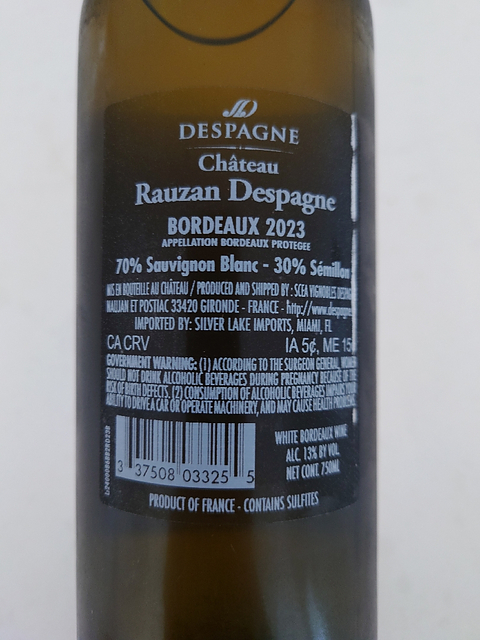 JD
DESPAGNE
Château
Rauzan Despagne
BORDEAUX 2023
APPELLATION BORDEAUX PROTEGEE
70% Sauvignon Blanc - 30% Sémillon
MIS EN BOUTEILLE AU CHÂTEAU / PRODUCED AND SHIPPED BY : SCEA VIGNOBLES
NAUJAN ET POSTIAC 33420 GIRONDE - FRANCE - http://www.despagne
IMPORTED BY: SILVER LAKE IMPORTS, MIAMI, FL
CA CRV IA 5¢, ME 15
GOVERNMENT WARNING: (1) ACCORDING TO THE SURGEON GENERAL, WOMEN
SHOULD NOT DRINK ALCOHOLIC BEVERAGES DURING PREGNANCY BECAUSE OF THE
RISK OF BIRTH DEFECTS. (2) CONSUMPTION OF ALCOHOLIC BEVERAGES IMPAIRS YOUR
ABILITY TO DRIVE A CAR OR OPERATE MACHINERY, AND MAY CAUSE HEALTH PROBLEMS.
3 37508 03325 5
WHITE BORDEAUX WINE
ALC. 13% BY VOL.
NET CONT. 750ML
PRODUCT OF FRANCE - CONTAINS SULFITES